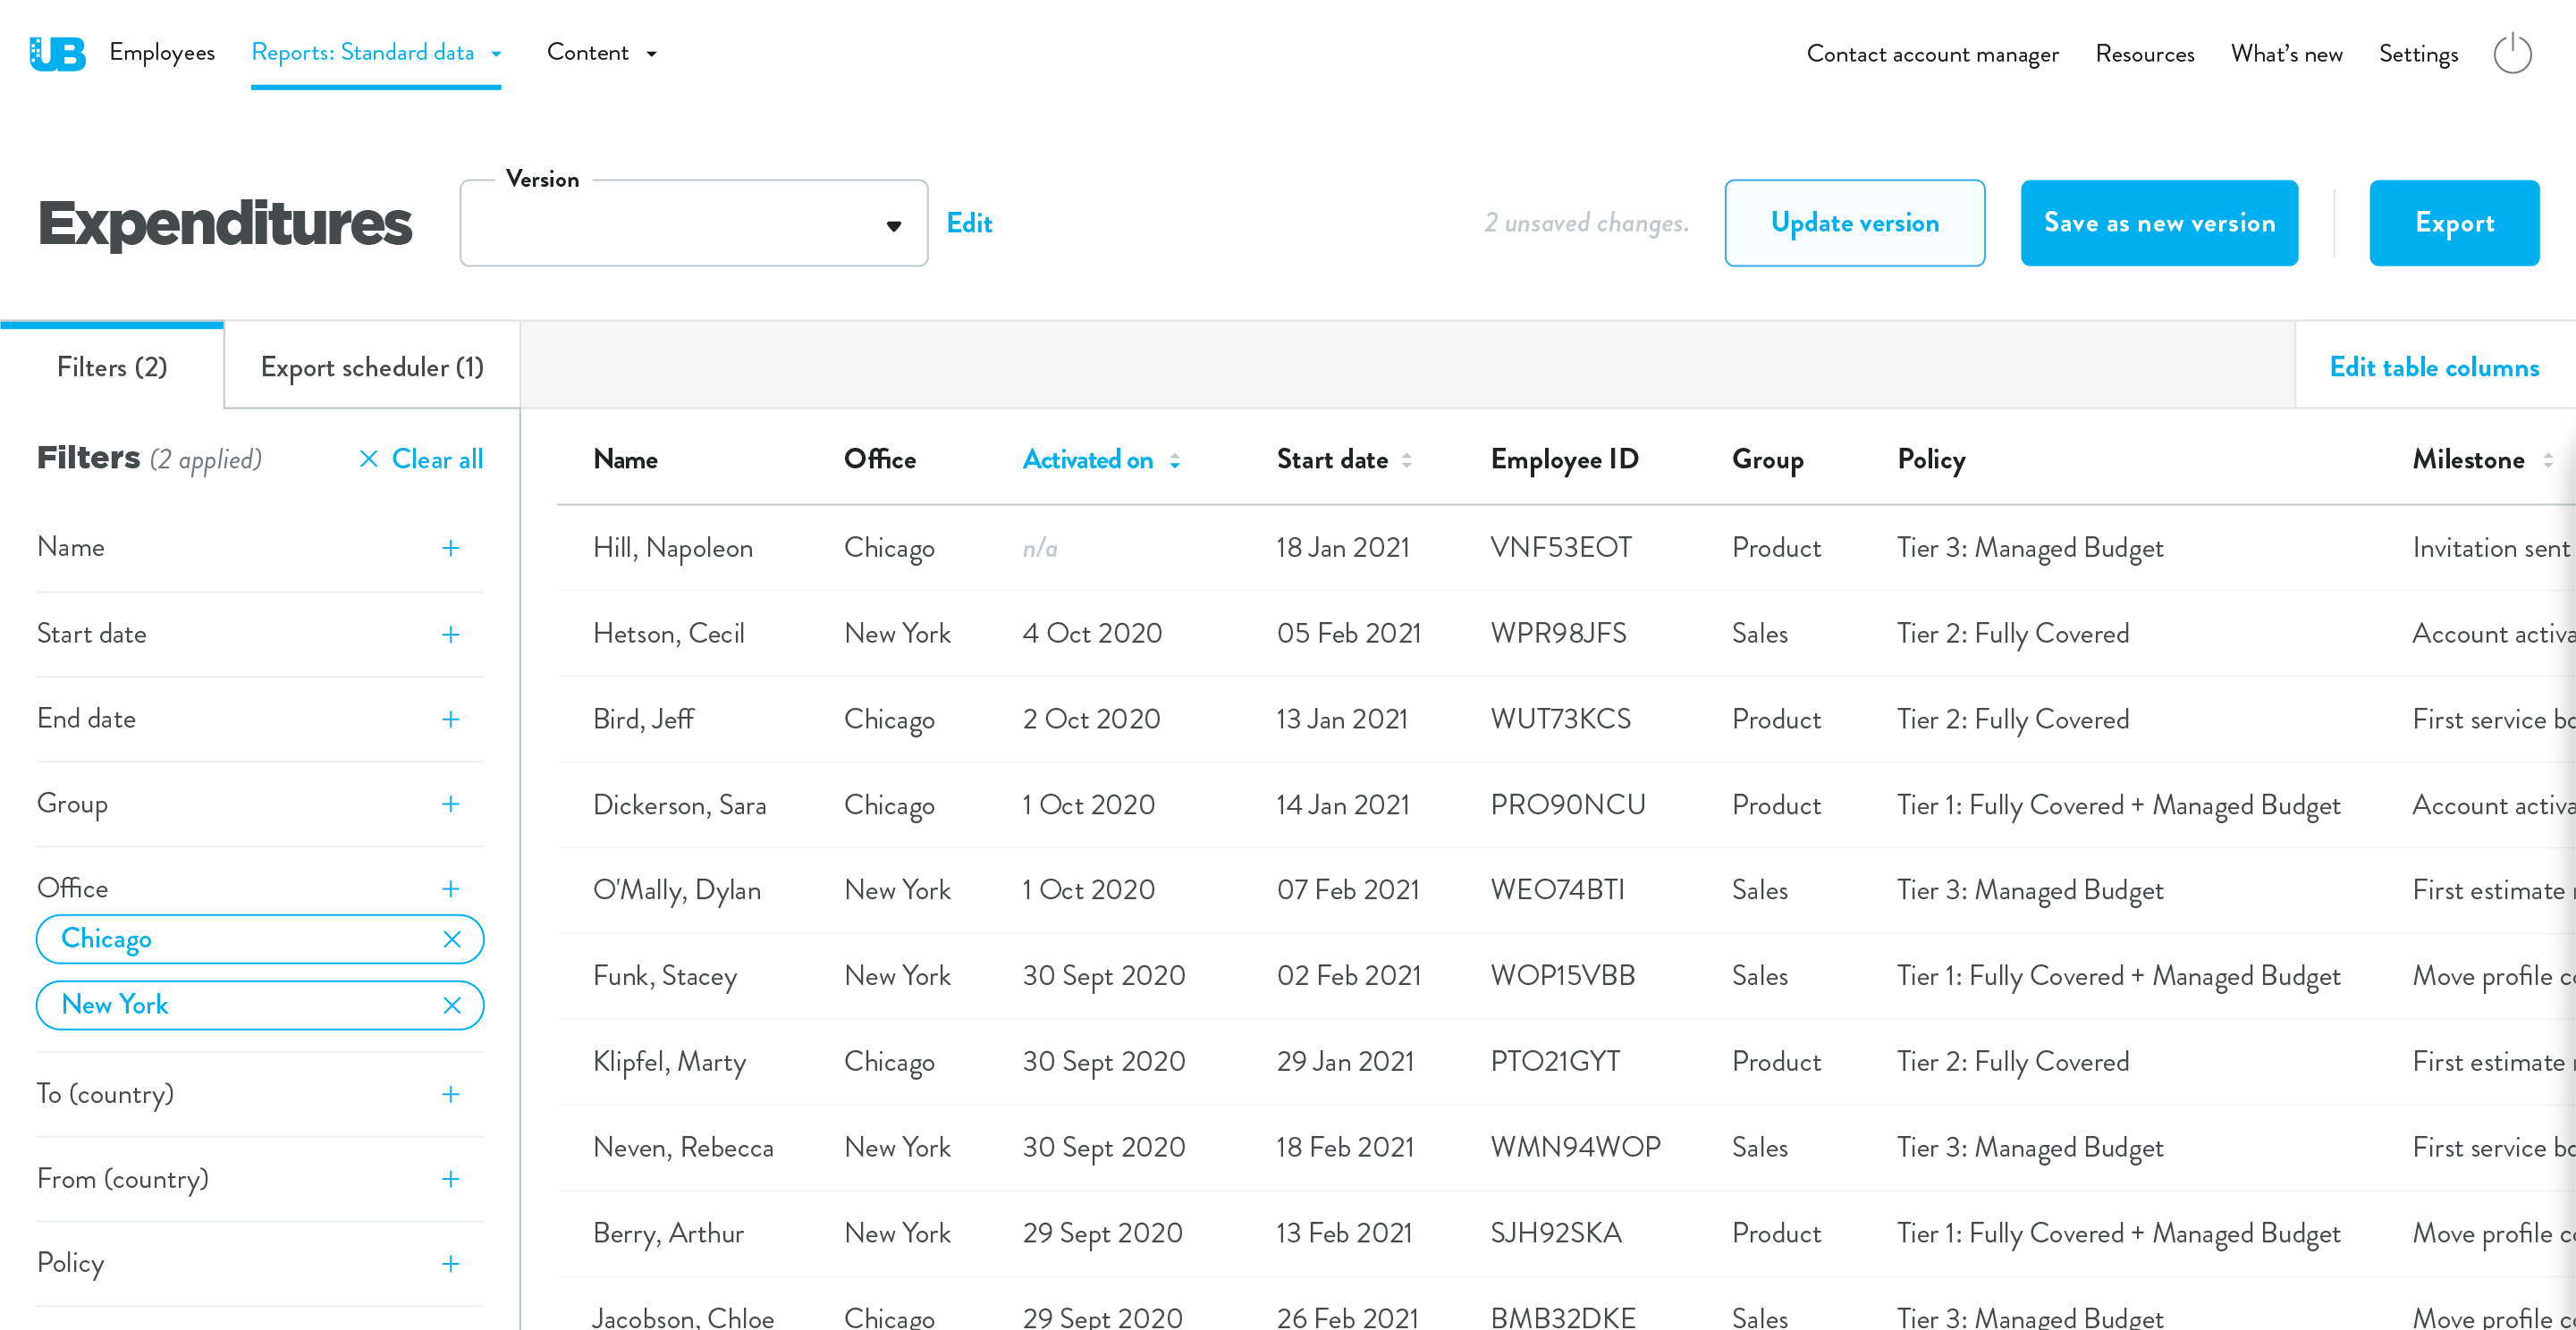 UB Employees Reports: Standard data Content Contact account manager Resources What's new Settings
Version
Expenditures Edit 2 unsaved changes. Update version Save as new version Export
Filters (2) Export scheduler (1) Edit table columns
Filters (2 applied) Clear all
Name
Start date
End date
Group
Office
Chicago
New York
To (country)
From (country)
Policy
Name Office Activated on Start date Employee ID Group Policy Milestone
Hill, Napoleon Chicago n/a 18 Jan 2021 VNF53EOT Product Tier 3: Managed Budget Invitation sent
Hetson, Cecil New York 4 Oct 2020 05 Feb 2021 WPR98JFS Sales Tier 2: Fully Covered Account
Bird, Jeff Chicago 2 Oct 2020 13 Jan 2021 WUT73KCS Product Tier 2: Fully Covered First service
Dickerson, Sara Chicago 1 Oct 2020 14 Jan 2021 PRO90NCU Product Tier 1: Fully Covered + Managed Budget Account
O'Mally, Dylan New York 1 Oct 2020 07 Feb 2021 WEO74BTI Sales Tier 3: Managed Budget First estimate
Funk, Stacey New York 30 Sept 2020 02 Feb 2021 WOP15VBB Sales Tier 1: Fully Covered + Managed Budget Move profile
Klipfel, Marty Chicago 30 Sept 2020 29 Jan 2021 PTO21GYT Product Tier 2: Fully Covered First estimate
Neven, Rebecca New York 30 Sept 2020 18 Feb 2021 WMN94WOP Sales Tier 3: Managed Budget First service
Berry, Arthur New York 29 Sept 2020 13 Feb 2021 SJH92SKA Product Tier 1: Fully Covered + Managed Budget Move profile
Jacobson, Chloe Chicago 29 Sept 2020 26 Feb 2021 BMB32DKE Sales Tier 3: Managed Budget Move profile